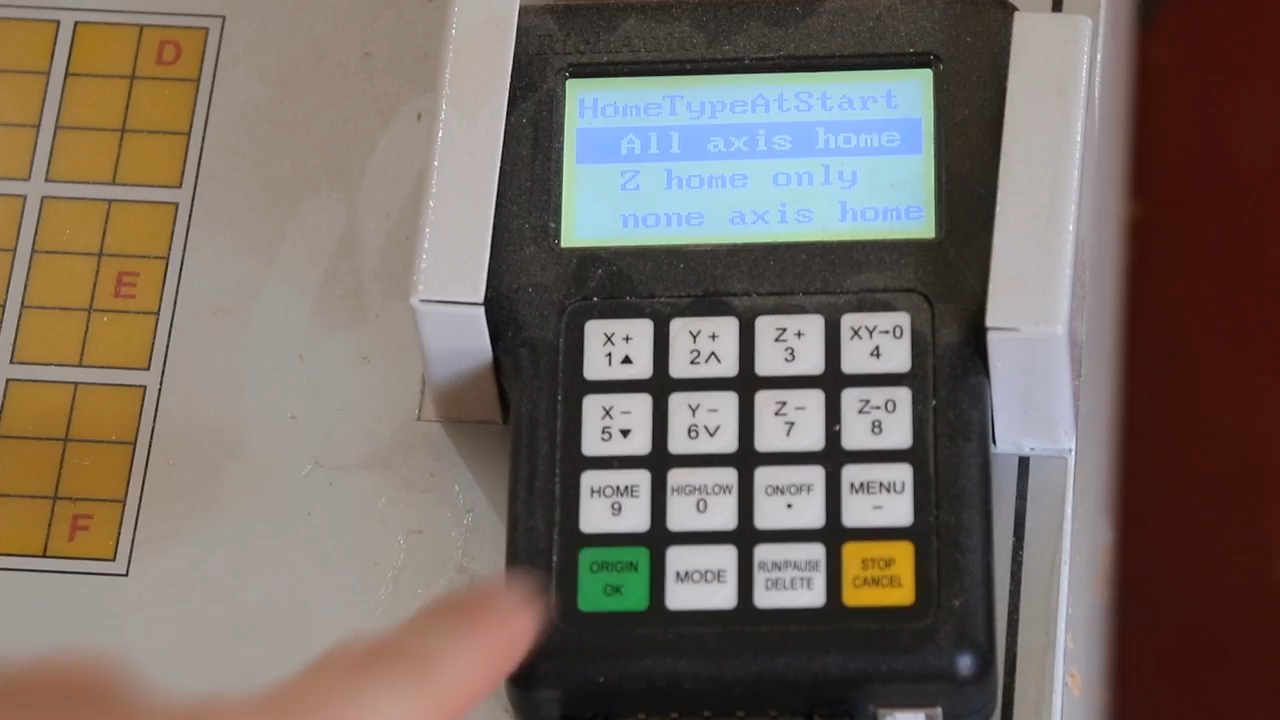 D
E
F
RichAuto
HomeTypeAtStart
All axis home
Z home only
none axis home
X+ Y+ Z+ XY→0
1▲ 2∧ 3 4
X− Y− Z− Z→0
5▼ 6∨ 7 8
HOME HIGH/LOW ON/OFF MENU
9 0 • −
ORIGIN MODE RUN/PAUSE STOP
OK DELETE CANCEL